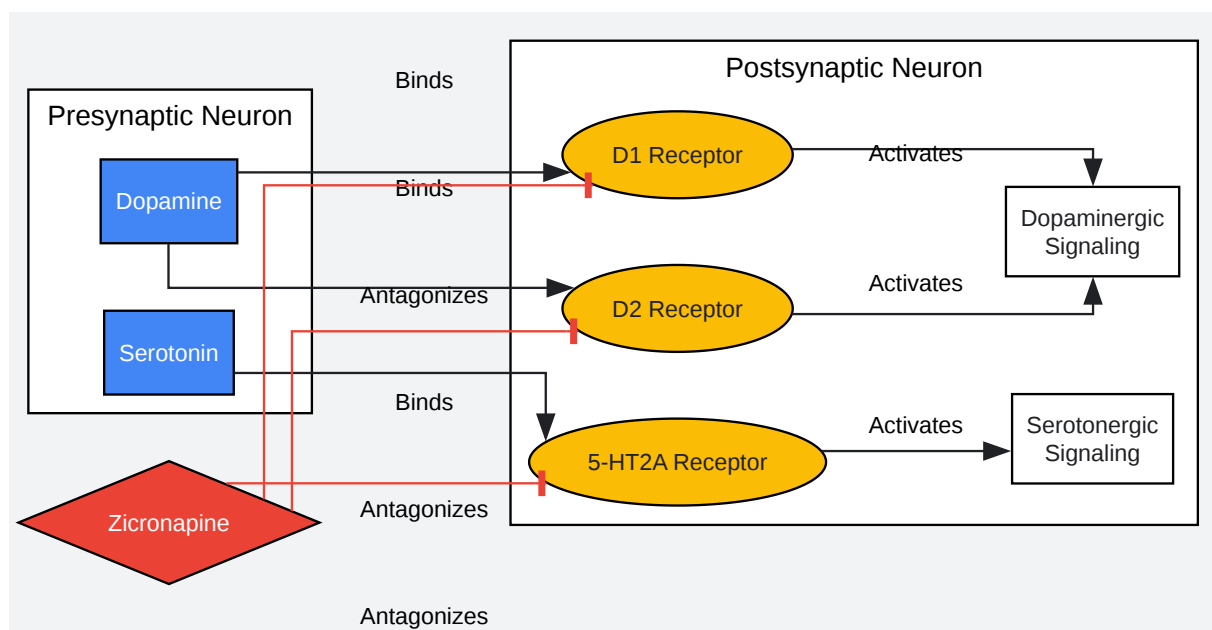 Binds
Postsynaptic Neuron
Presynaptic Neuron
D1 Receptor
Activates
Binds
Dopamine
Dopaminergic
Signaling
Antagonizes
D2 Receptor
Activates
Serotonin
Binds
5-HT2A Receptor
Activates
Serotonergic
Signaling
Antagonizes
Zicronapine
Antagonizes